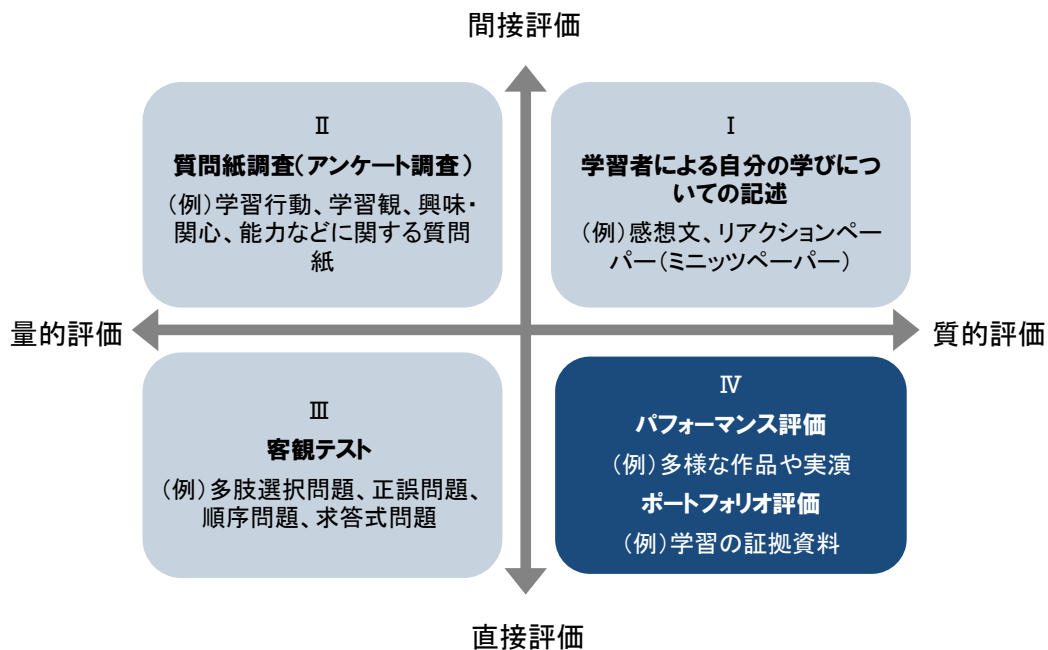 間接評価
Ⅱ
質問紙調査(アンケート調査)
(例)学習行動、学習観、興味・
関心、能力などに関する質問
紙
Ⅰ
学習者による自分の学びにつ
いての記述
(例)感想文、リアクションペー
パー(ミニッツペーパー)
量的評価
質的評価
Ⅲ
客観テスト
(例)多肢選択問題、正誤問題、
順序問題、求答式問題
Ⅳ
パフォーマンス評価
(例)多様な作品や実演
ポートフォリオ評価
(例)学習の証拠資料
直接評価